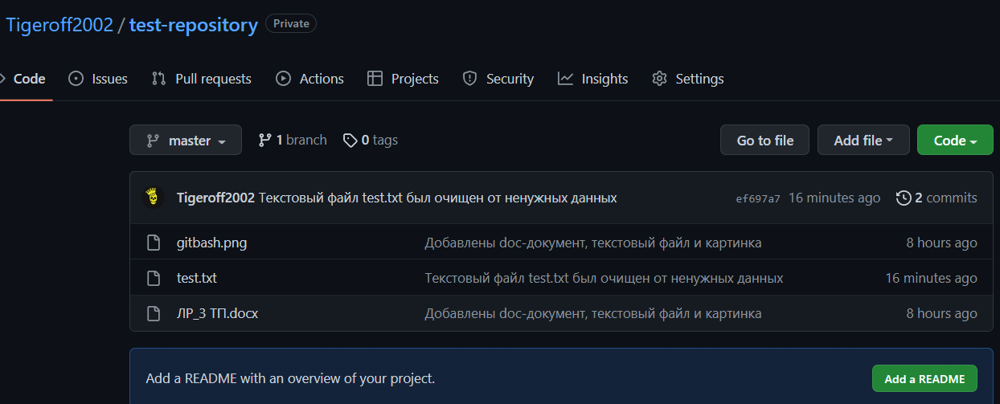 Tigeroff2002 / test-repository Private
Code Issues Pull requests Actions Projects Security Insights Settings
master 1 branch 0 tags Go to file Add file Code
Tigeroff2002 Текстовый файл test.txt был очищен от ненужных данных ef697a7 16 minutes ago 2 commits
gitbash.png Добавлены doc-документ, текстовый файл и картинка 8 hours ago
test.txt Текстовый файл test.txt был очищен от ненужных данных 16 minutes ago
ЛР_3 ТП.docx Добавлены doc-документ, текстовый файл и картинка 8 hours ago
Add a README with an overview of your project. Add a README